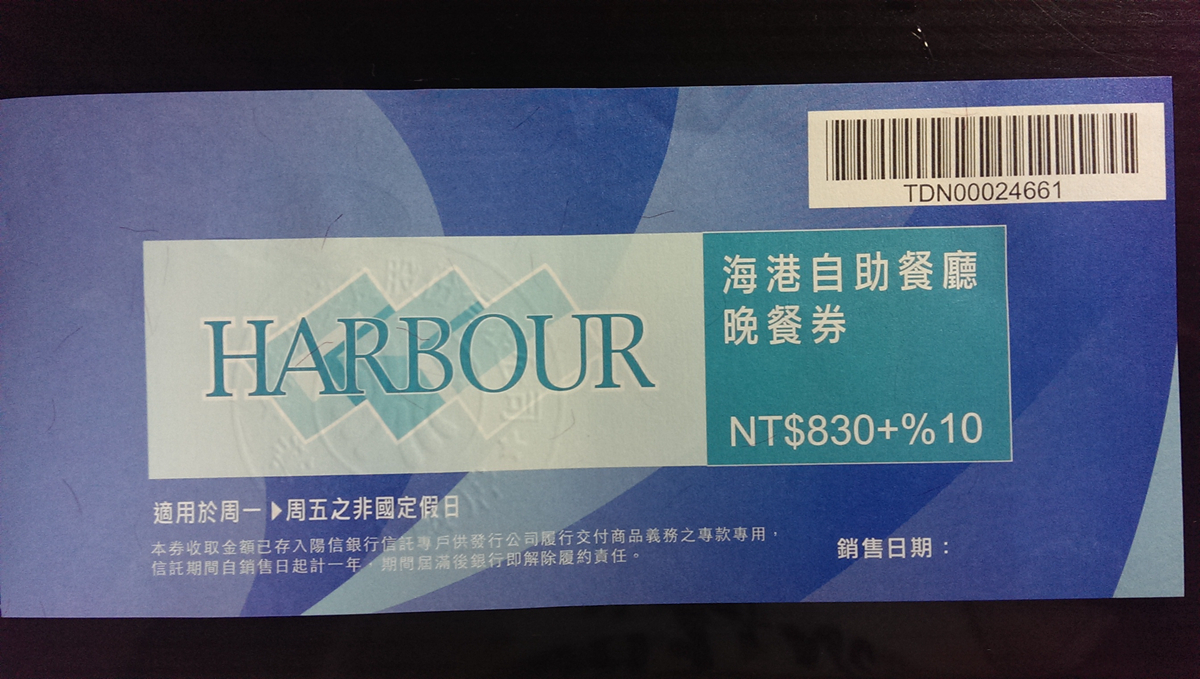 TDN00024661
HARBOUR
海港自助餐廳
晚餐券
NT$830+%10
適用於周一▶周五之非國定假日
本券收取金額已存入陽信銀行信託專戶供發行公司履行交付商品義務之專款專用，
信託期間自銷售日起計一年，期間屆滿後銀行即解除履約責任。
銷售日期：